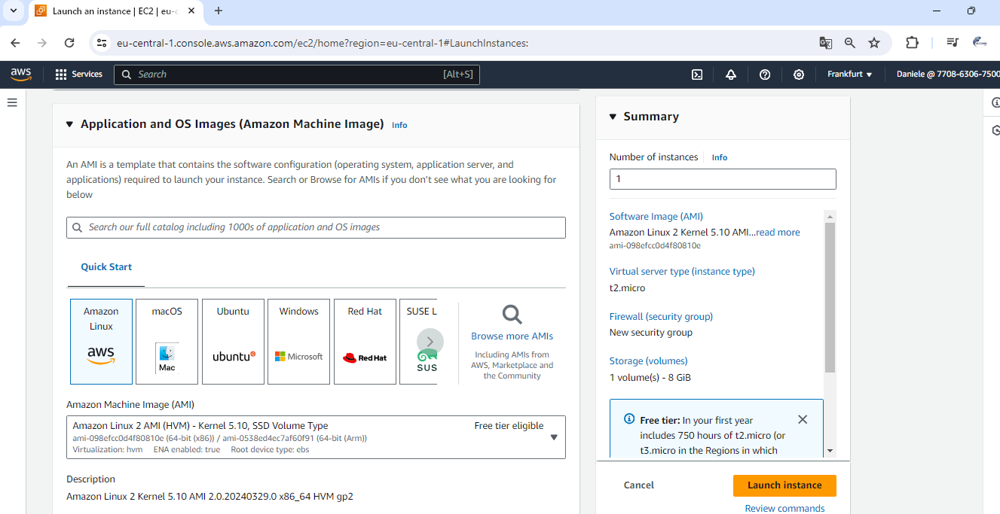 Launch an instance | EC2 | eu-c
eu-central-1.console.aws.amazon.com/ec2/home?region=eu-central-1#LaunchInstances:
aws
Services
Search
[Alt+S]
Frankfurt
Daniele @ 7708-6306-7500
Application and OS Images (Amazon Machine Image) Info
An AMI is a template that contains the software configuration (operating system, application server, and
applications) required to launch your instance. Search or Browse for AMIs if you don’t see what you are looking for
below
Search our full catalog including 1000s of application and OS images
Quick Start
Amazon
Linux
aws
macOS
Mac
Ubuntu
ubuntu
Windows
Microsoft
Red Hat
Red Hat
SUSE L
SUS
Browse more AMIs
Including AMIs from
AWS, Marketplace and
the Community
Amazon Machine Image (AMI)
Amazon Linux 2 AMI (HVM) - Kernel 5.10, SSD Volume Type
Free tier eligible
ami-098efcc0d4f80810e (64-bit (x86)) / ami-0538ed4ec7af60f91 (64-bit (Arm))
Virtualization: hvm ENA enabled: true Root device type: ebs
Description
Amazon Linux 2 Kernel 5.10 AMI 2.0.20240329.0 x86_64 HVM gp2
Summary
Number of instances Info
1
Software Image (AMI)
Amazon Linux 2 Kernel 5.10 AMI...read more
ami-098efcc0d4f80810e
Virtual server type (instance type)
t2.micro
Firewall (security group)
New security group
Storage (volumes)
1 volume(s) - 8 GiB
Free tier: In your first year
includes 750 hours of t2.micro (or
t3.micro in the Regions in which
Cancel
Launch instance
Review commands